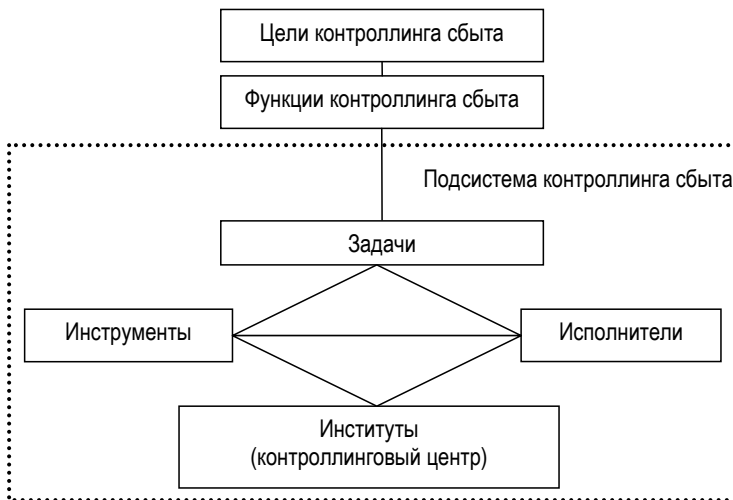 Цели контроллинга сбыта
Функции контроллинга сбыта
Подсистема контроллинга сбыта
Задачи
Инструменты
Исполнители
Институты
(контроллинговый центр)